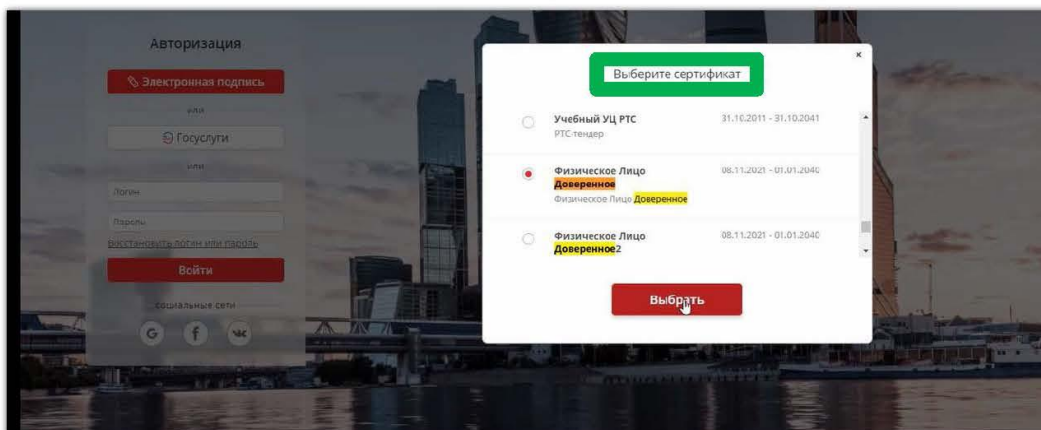 Авторизация
Электронная подпись
или
Госуслуги
или
Логин
Пароль
Восстановить логин или пароль
Войти
социальные сети
G f
×
Выберите сертификат
Учебный УЦ РТС 31.10.2011 - 31.10.2041
РТС-тендер
Физическое Лицо 08.11.2021 - 01.01.2040
Доверенное
Физическое Лицо Доверенное
Физическое Лицо 08.11.2021 - 01.01.2040
Доверенное2
Выбрать